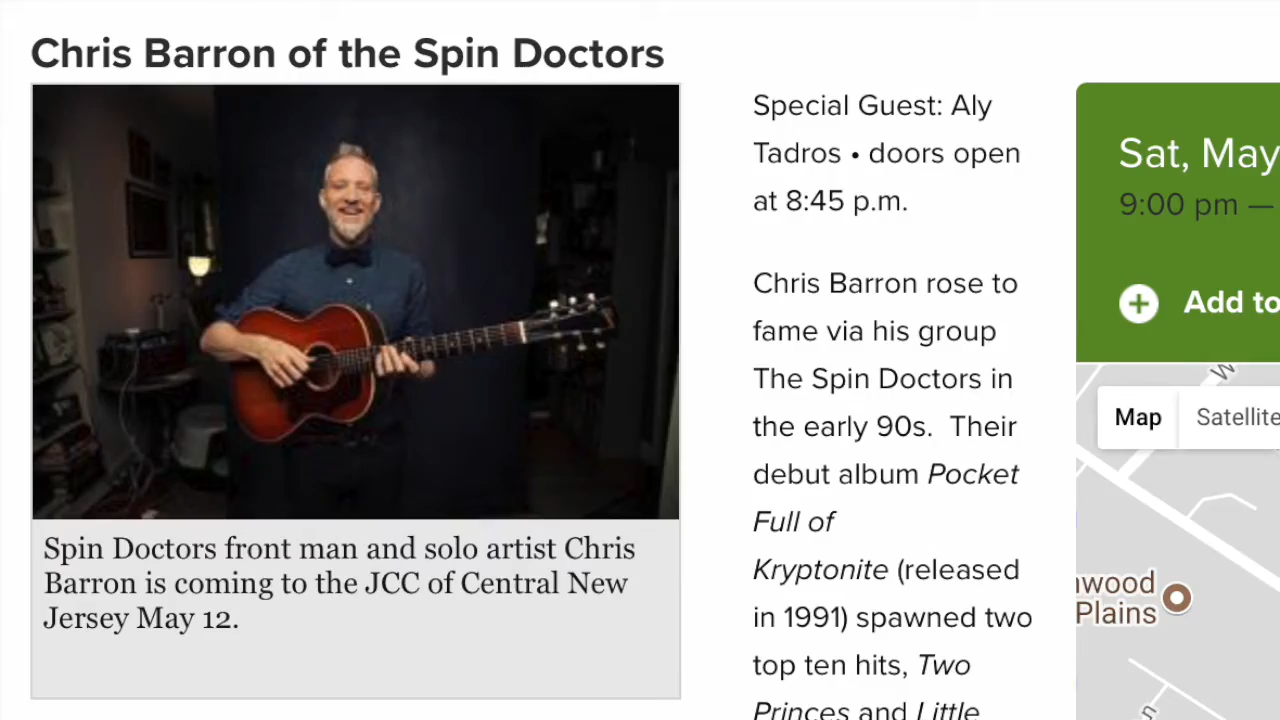 Chris Barron of the Spin Doctors
Spin Doctors front man and solo artist Chris
Barron is coming to the JCC of Central New
Jersey May 12.
Special Guest: Aly
Tadros • doors open
at 8:45 p.m.
Chris Barron rose to
fame via his group
The Spin Doctors in
the early 90s.  Their
debut album Pocket
Full of
Kryptonite (released
in 1991) spawned two
top ten hits, Two
Princes and Little
Sat, May
9:00 pm —
Add to
W
Map
Satellite
nwood
Plains